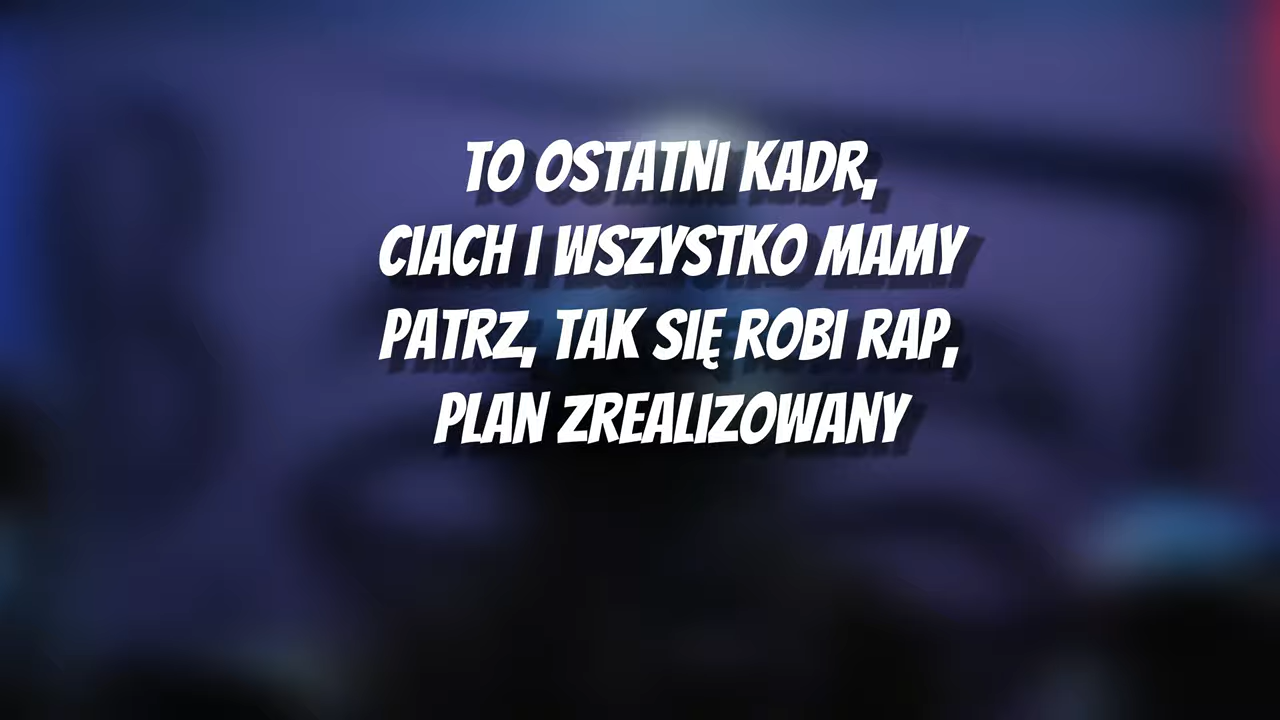 TO OSTATNI KADR,
CIACH I WSZYSTKO MAMY
PATRZ, TAK SIĘ ROBI RAP,
PLAN ZREALIZOWANY